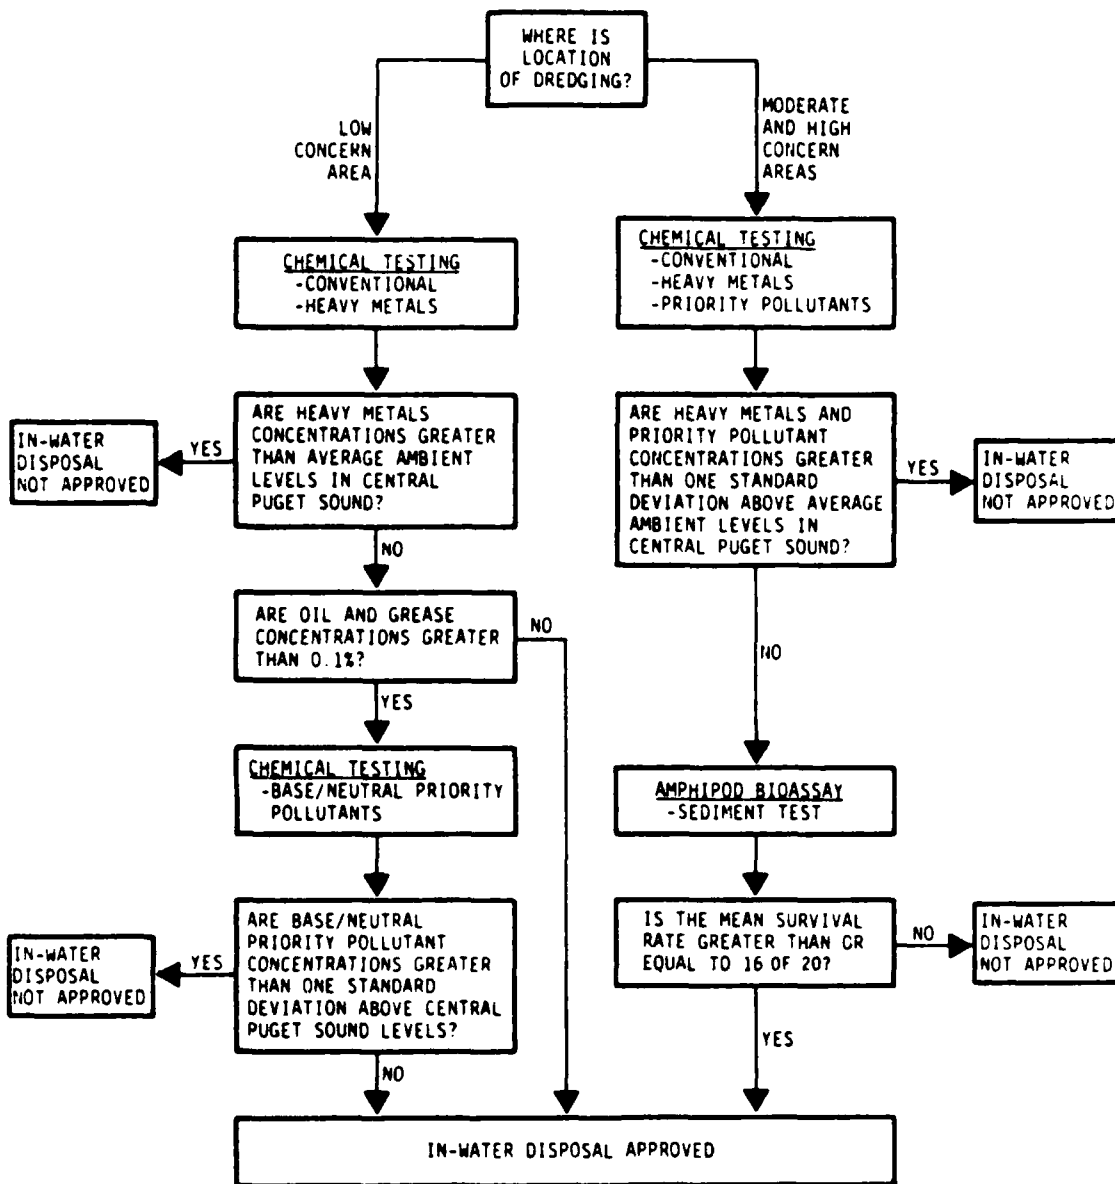 WHERE IS
LOCATION
OF DREDGING?
LOW
CONCERN
AREA
MODERATE
AND HIGH
CONCERN
AREAS
CHEMICAL TESTING
-CONVENTIONAL
-HEAVY METALS
CHEMICAL TESTING
-CONVENTIONAL
-HEAVY METALS
-PRIORITY POLLUTANTS
IN-WATER
DISPOSAL
NOT APPROVED
YES
ARE HEAVY METALS
CONCENTRATIONS GREATER
THAN AVERAGE AMBIENT
LEVELS IN CENTRAL
PUGET SOUND?
ARE HEAVY METALS AND
PRIORITY POLLUTANT
CONCENTRATIONS GREATER
THAN ONE STANDARD
DEVIATION ABOVE AVERAGE
AMBIENT LEVELS IN
CENTRAL PUGET SOUND?
YES
IN-WATER
DISPOSAL
NOT APPROVED
NO
ARE OIL AND GREASE
CONCENTRATIONS GREATER
THAN 0.1%?
NO
NO
YES
CHEMICAL TESTING
-BASE/NEUTRAL PRIORITY
POLLUTANTS
AMPHIPOD BIOASSAY
-SEDIMENT TEST
IN-WATER
DISPOSAL
NOT APPROVED
YES
ARE BASE/NEUTRAL
PRIORITY POLLUTANT
CONCENTRATIONS GREATER
THAN ONE STANDARD
DEVIATION ABOVE CENTRAL
PUGET SOUND LEVELS?
IS THE MEAN SURVIVAL
RATE GREATER THAN OR
EQUAL TO 16 OF 20?
NO
IN-WATER
DISPOSAL
NOT APPROVED
YES
NO
IN-WATER DISPOSAL APPROVED